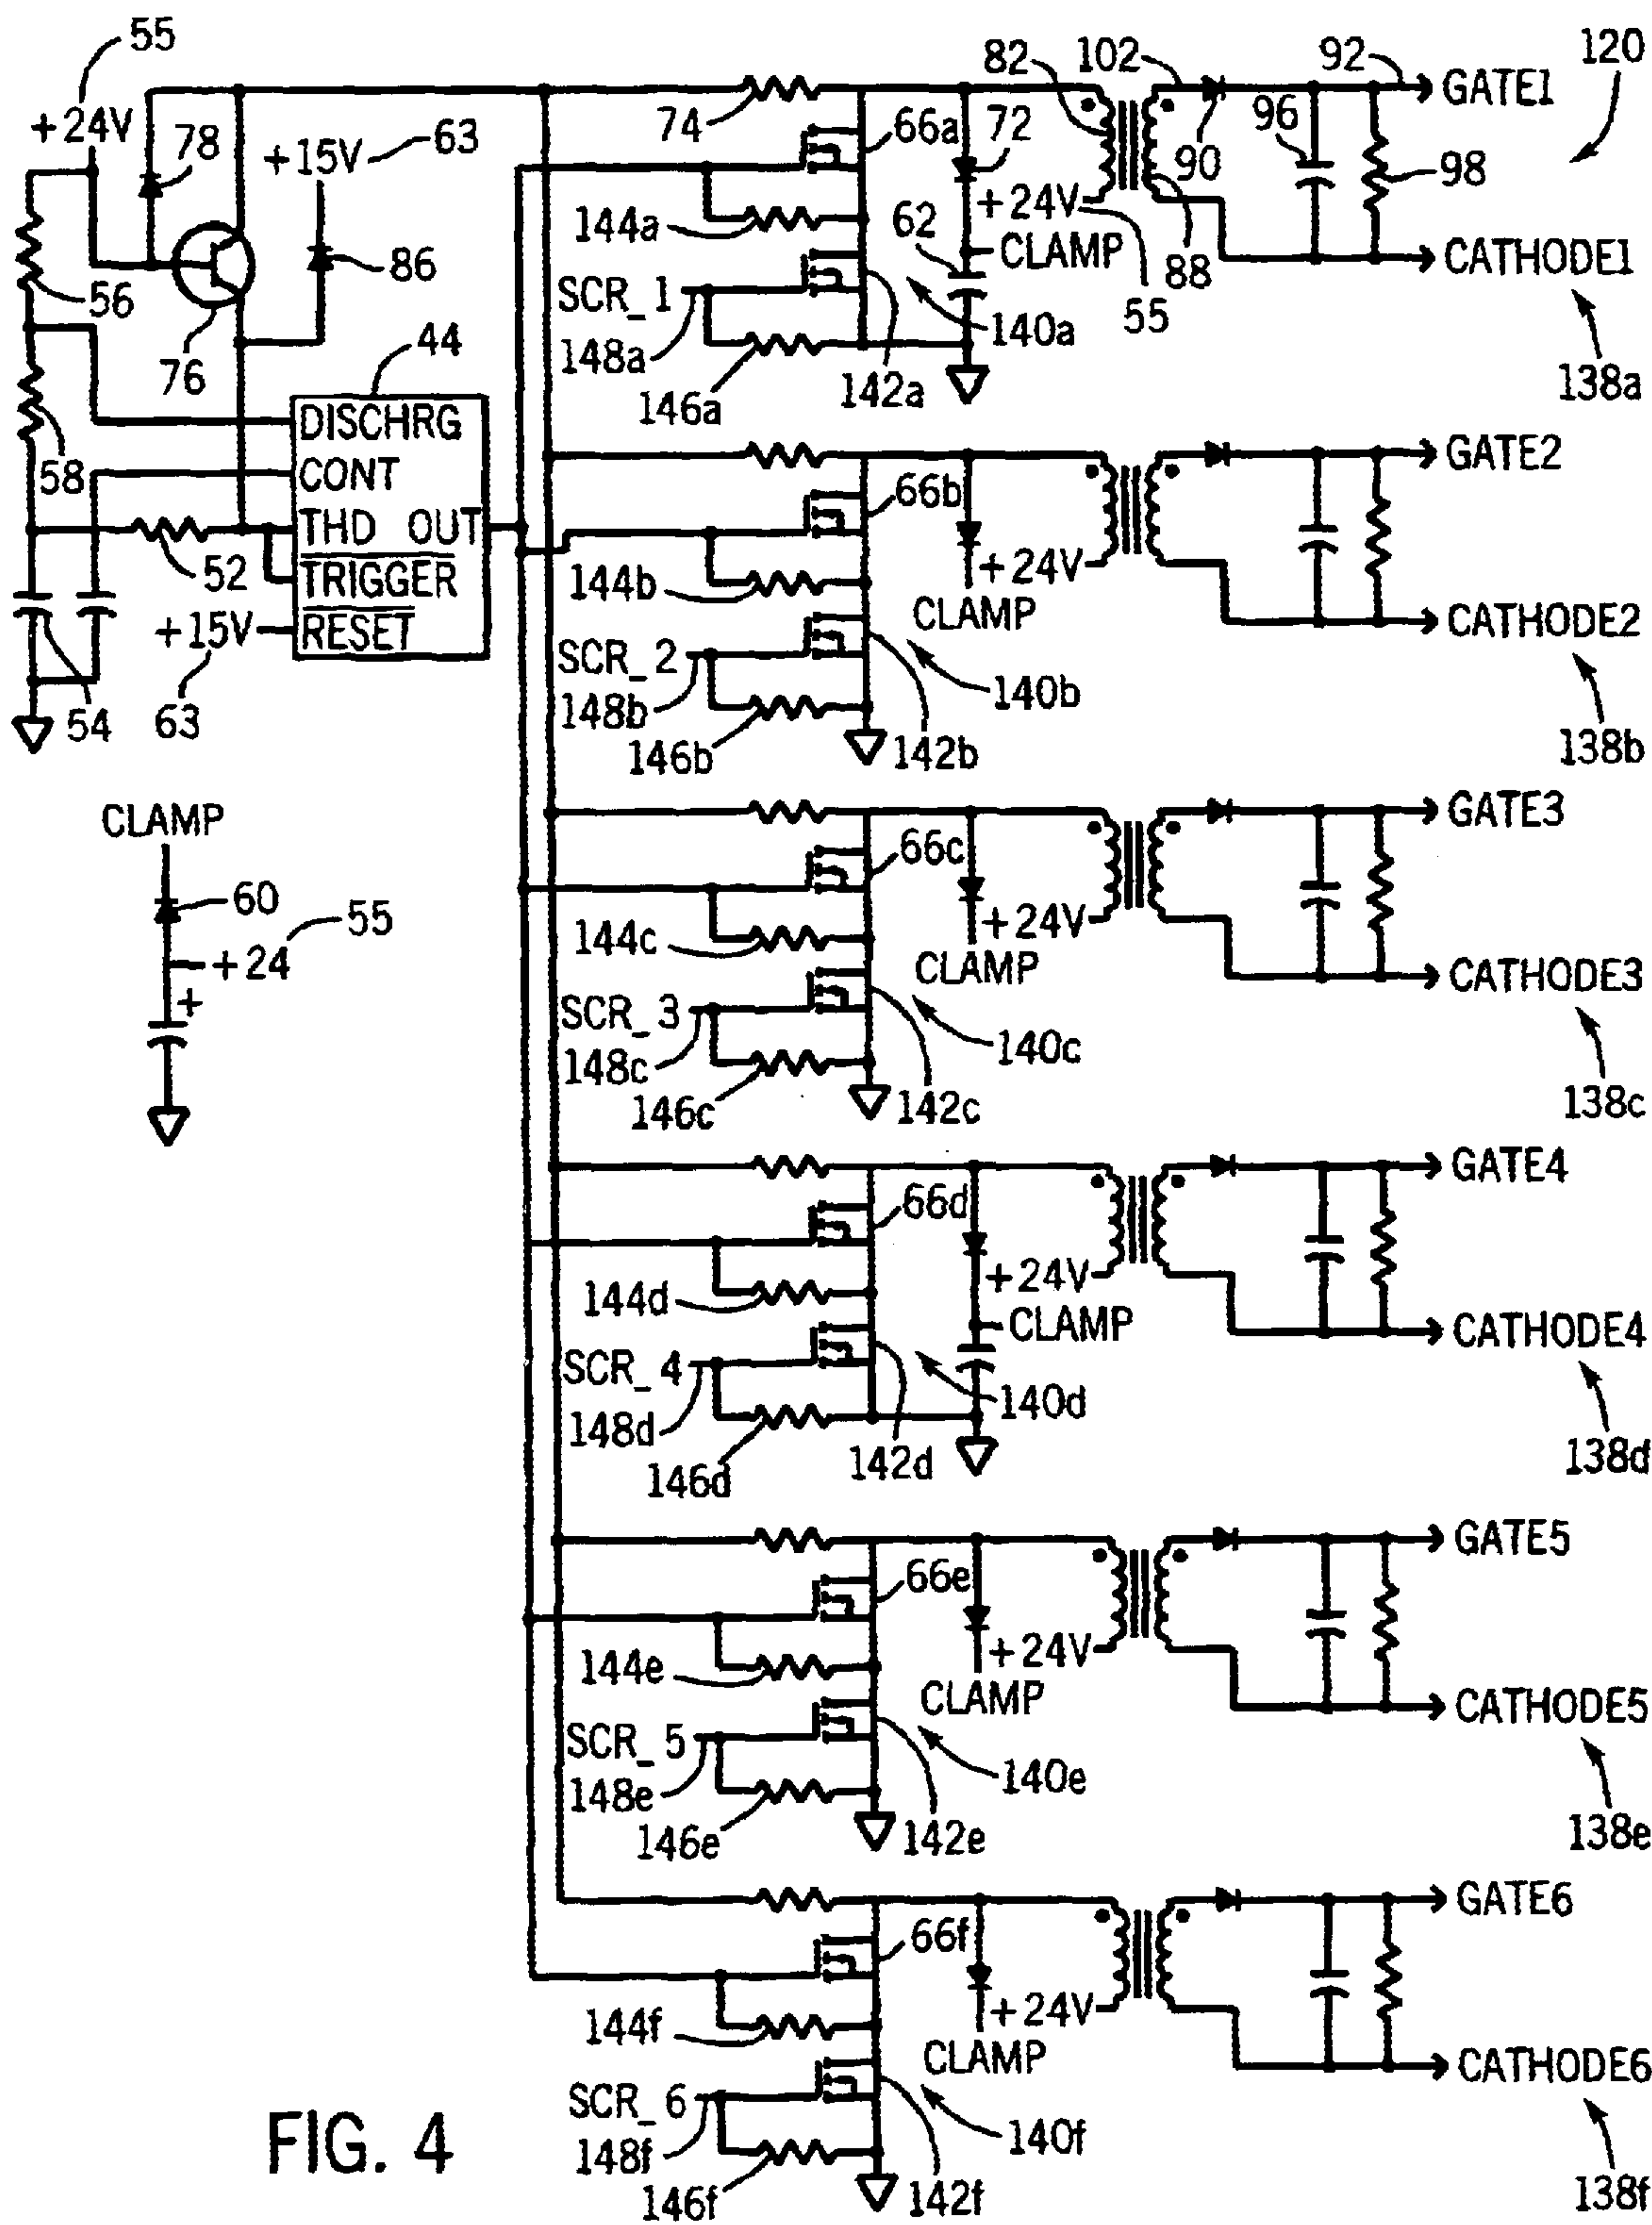 55
+24V
78
+15V
63
56
76
86
44
DISCHRG
CONT
THD OUT
TRIGGER
RESET
58
52
+15V
54
63
CLAMP
60
55
+24
+
74
66a
72
82
102
92
120
GATE1
96
90
98
144a
62
+24V
CLAMP
88
CATHODE1
SCR_1
148a
140a
55
146a
142a
138a
GATE2
66b
144b
+24V
CLAMP
CATHODE2
SCR_2
148b
140b
146b
142b
138b
GATE3
66c
144c
+24V
CLAMP
CATHODE3
SCR_3
148c
140c
146c
142c
138c
GATE4
66d
144d
+24V
CLAMP
CATHODE4
SCR_4
148d
140d
146d
142d
138d
GATE5
66e
144e
+24V
CLAMP
CATHODE5
SCR_5
148e
140e
146e
142e
138e
GATE6
66f
144f
+24V
CLAMP
CATHODE6
SCR_6
148f
140f
146f
142f
138f
FIG. 4